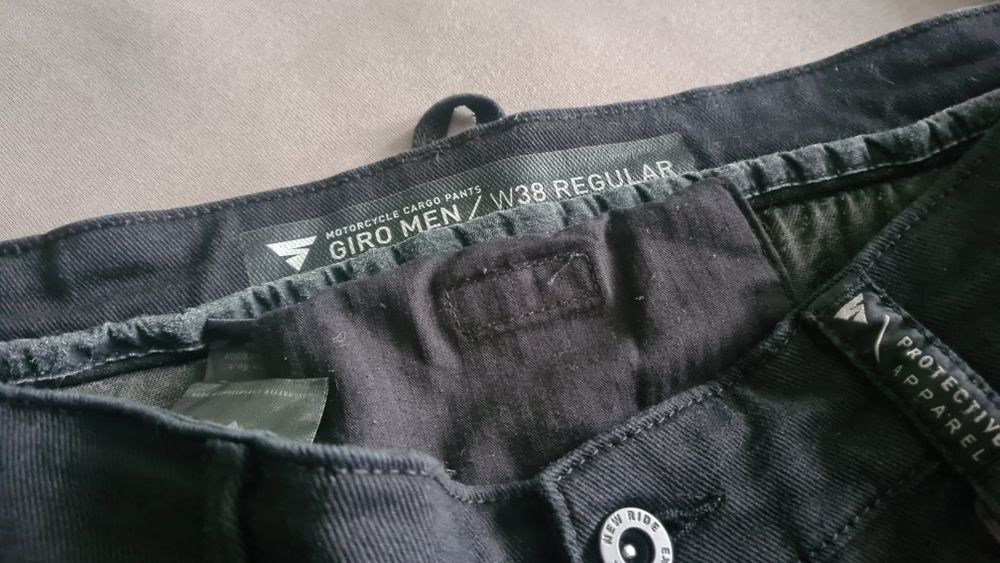 MOTORCYCLE CARGO PANTS
GIRO MEN / W38 REGULAR
PROTECTIVE
APPAREL
NEW RIDE